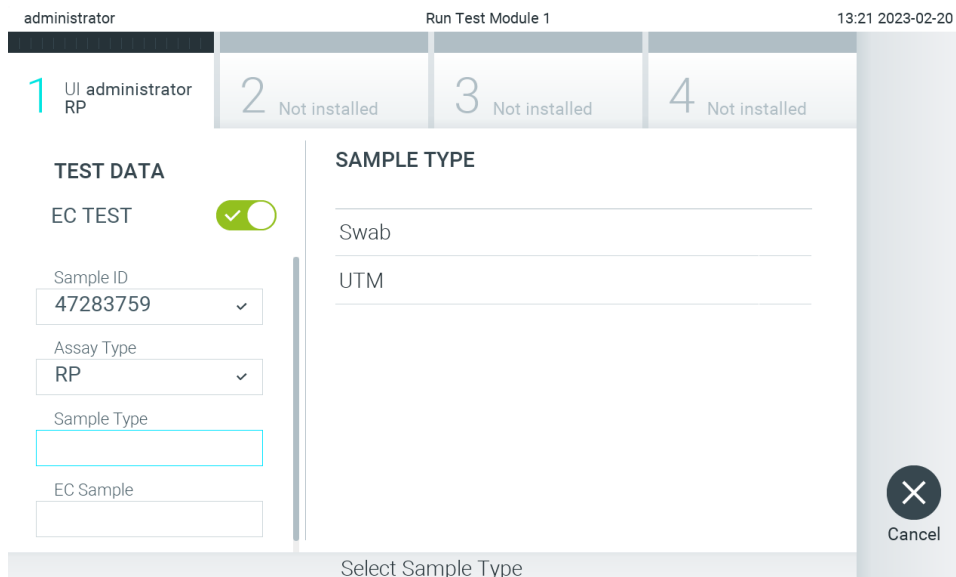 administrator
Run Test Module 1
13:21 2023-02-20
1 UI administrator
RP
2 Not installed
3 Not installed
4 Not installed
TEST DATA
EC TEST
Sample ID
47283759
Assay Type
RP
Sample Type
EC Sample
SAMPLE TYPE
Swab
UTM
Cancel
Select Sample Type